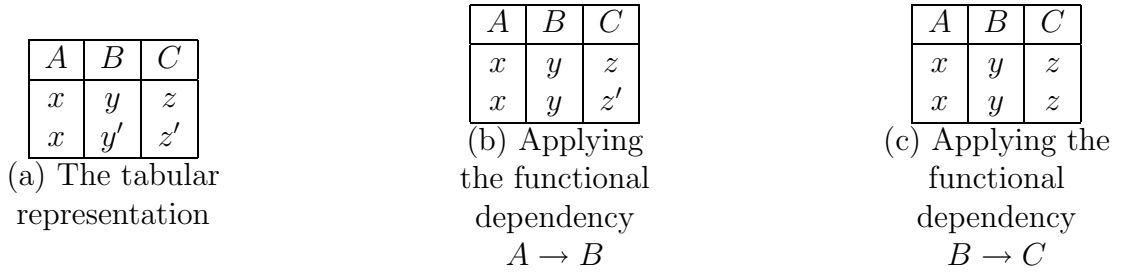 A B C
x y z
x y′ z′
(a) The tabular
representation
A B C
x y z
x y z′
(b) Applying
the functional
dependency
A → B
A B C
x y z
x y z
(c) Applying the
functional
dependency
B → C